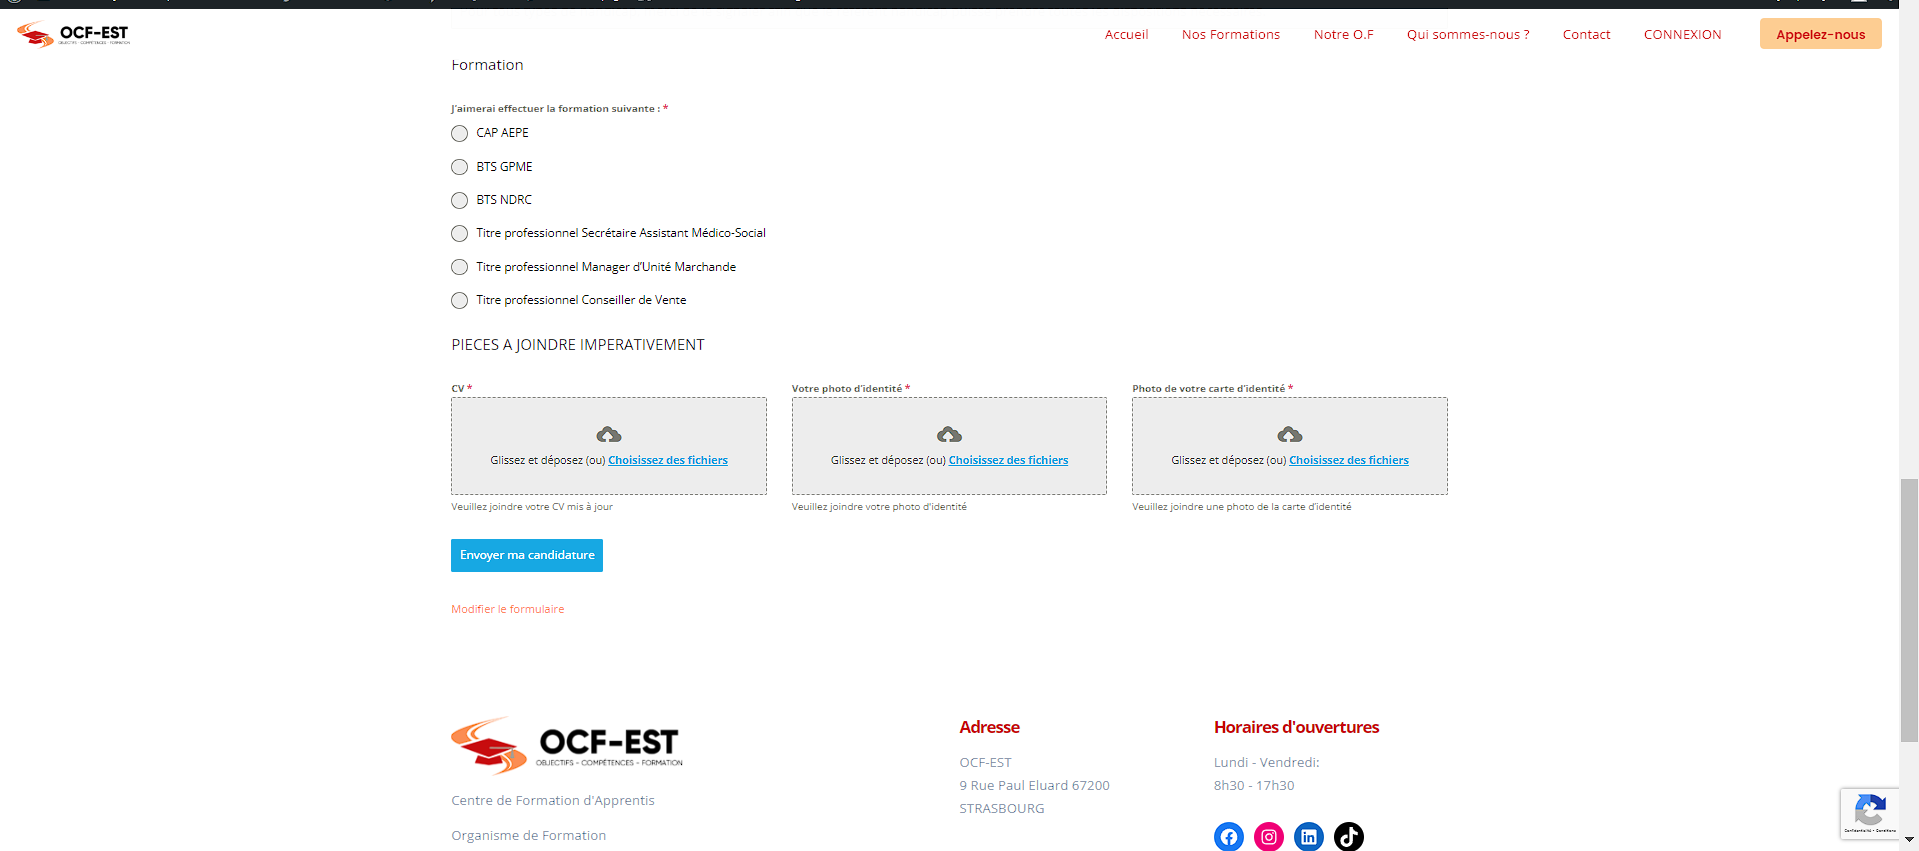 OCF-EST
OBJECTIFS - COMPÉTENCES - FORMATION
Accueil
Nos Formations
Notre O.F
Qui sommes-nous ?
Contact
CONNEXION
Appelez-nous
Formation
J'aimerai effectuer la formation suivante : *
CAP AEPE
BTS GPME
BTS NDRC
Titre professionnel Secrétaire Assistant Médico-Social
Titre professionnel Manager d'Unité Marchande
Titre professionnel Conseiller de Vente
PIECES A JOINDRE IMPERATIVEMENT
CV *
Votre photo d'identité *
Photo de votre carte d'identité *
Glissez et déposez (ou) Choisissez des fichiers
Glissez et déposez (ou) Choisissez des fichiers
Glissez et déposez (ou) Choisissez des fichiers
Veuillez joindre votre CV mis à jour
Veuillez joindre votre photo d'identité
Veuillez joindre une photo de la carte d'identité
Envoyer ma candidature
Modifier le formulaire
OCF-EST
OBJECTIFS - COMPÉTENCES - FORMATION
Centre de Formation d'Apprentis
Organisme de Formation
Adresse
OCF-EST
9 Rue Paul Eluard 67200
STRASBOURG
Horaires d'ouvertures
Lundi - Vendredi:
8h30 - 17h30
Confidentialité - Conditions